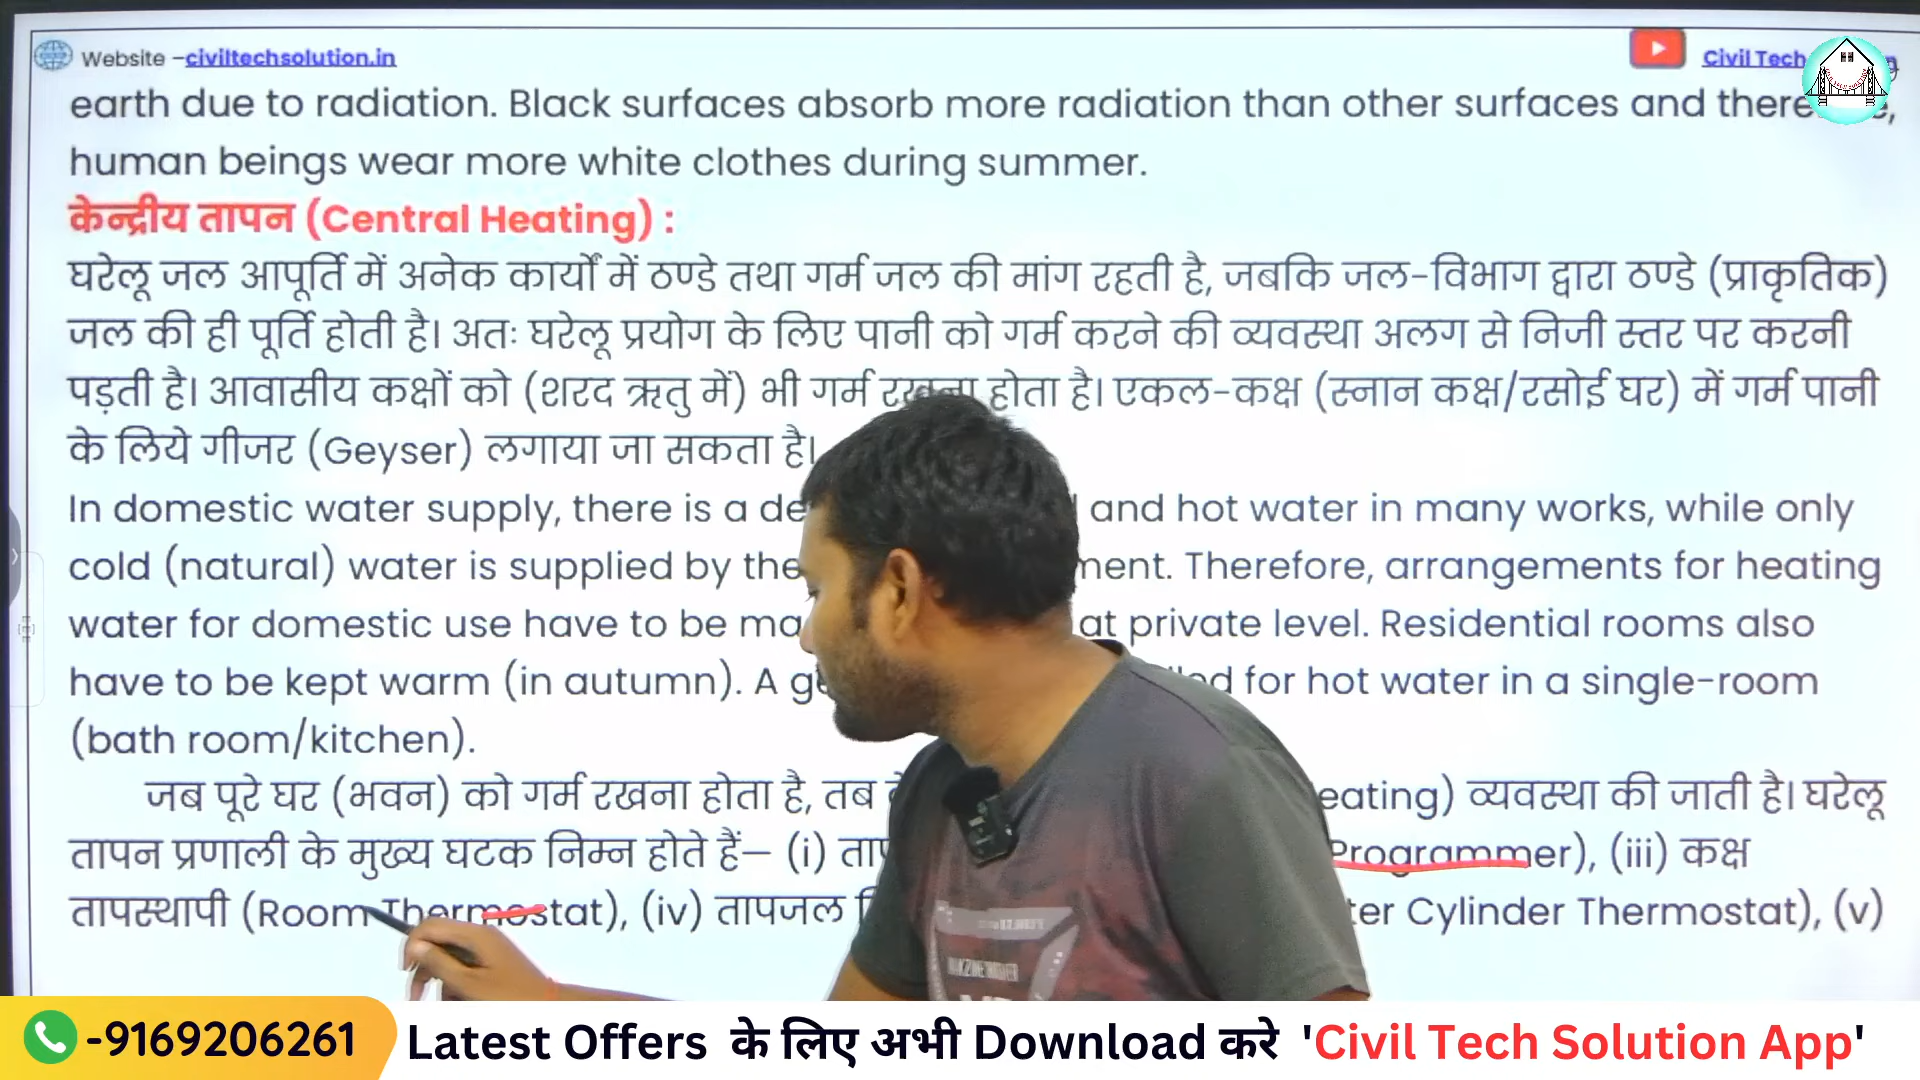 Website –civiltechsolution.in
Civil Tech
earth due to radiation. Black surfaces absorb more radiation than other surfaces and
human beings wear more white clothes during summer.
केन्द्रीय तापन (Central Heating) :
घरेलू जल आपूर्ति में अनेक कार्यों में ठण्डे तथा गर्म जल की मांग रहती है, जबकि जल-विभाग द्वारा ठण्डे (प्राकृतिक)
जल की ही पूर्ति होती है। अतः घरेलू प्रयोग के लिए पानी को गर्म करने की व्यवस्था अलग से निजी स्तर पर करनी
पड़ती है। आवासीय कक्षों को (शरद ऋतु में) भी गर्म रखना होता है। एकल-कक्ष (स्नान कक्ष/रसोई घर) में गर्म पानी
के लिये गीजर (Geyser) लगाया जा सकता है।
In domestic water supply, there is a and hot water in many works, while only
cold (natural) water is supplied by the Therefore, arrangements for heating
water for domestic use have to be at private level. Residential rooms also
have to be kept warm (in autumn). A for hot water in a single-room
(bath room/kitchen).
जब पूरे घर (भवन) को गर्म रखना होता है, तब व्यवस्था की जाती है। घरेलू
तापन प्रणाली के मुख्य घटक निम्न होते हैं– (i) Programmer), (iii) कक्ष
तापस्थापी (Room Thermostat), (iv) तापजल Cylinder Thermostat), (v)
-9169206261
Latest Offers के लिए अभी Download करे 'Civil Tech Solution App'